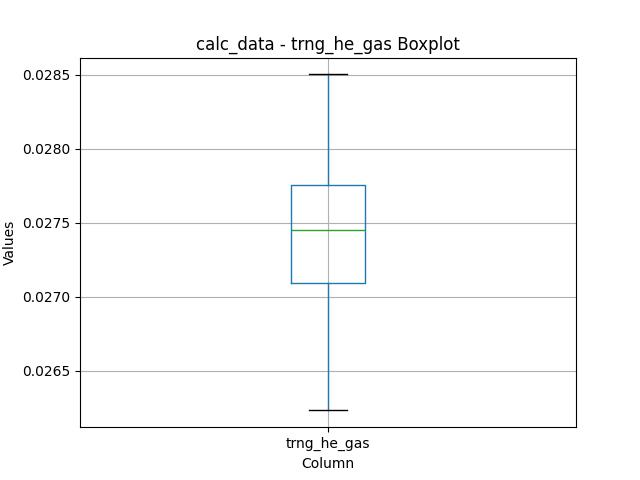 calc_data - trng_he_gas Boxplot
0.0285
0.0280
0.0275
0.0270
0.0265
Values
trng_he_gas
Column